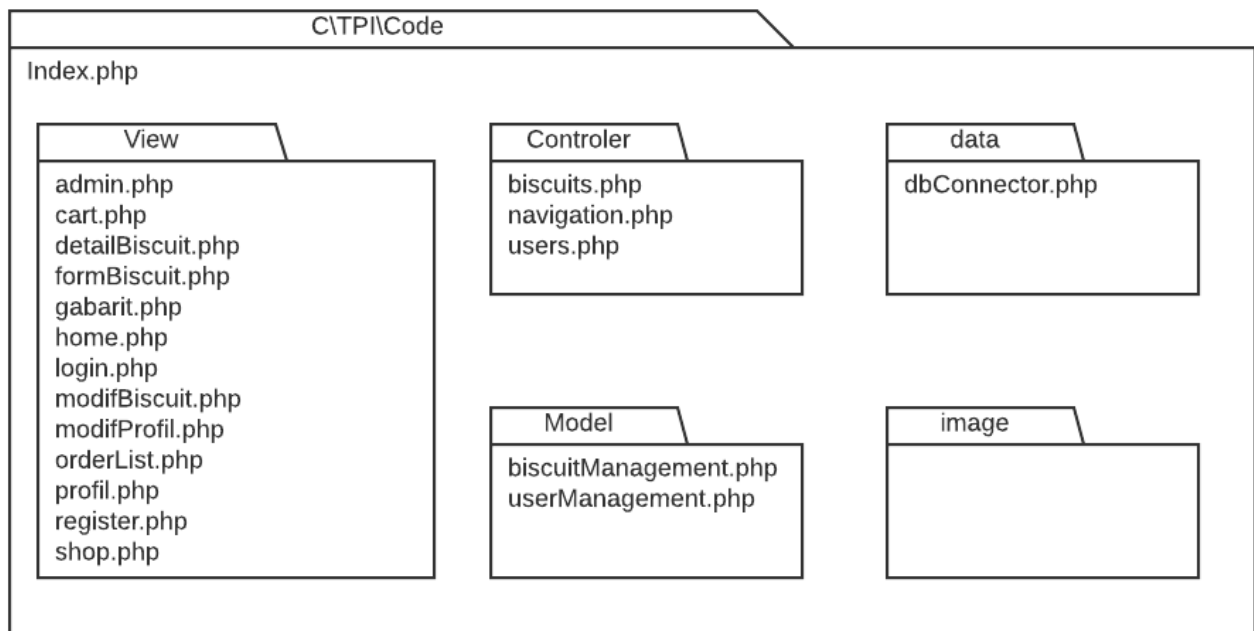 C\TPI\Code
Index.php
View
admin.php
cart.php
detailBiscuit.php
formBiscuit.php
gabarit.php
home.php
login.php
modifBiscuit.php
modifProfil.php
orderList.php
profil.php
register.php
shop.php
Controler
biscuits.php
navigation.php
users.php
data
dbConnector.php
Model
biscuitManagement.php
userManagement.php
image